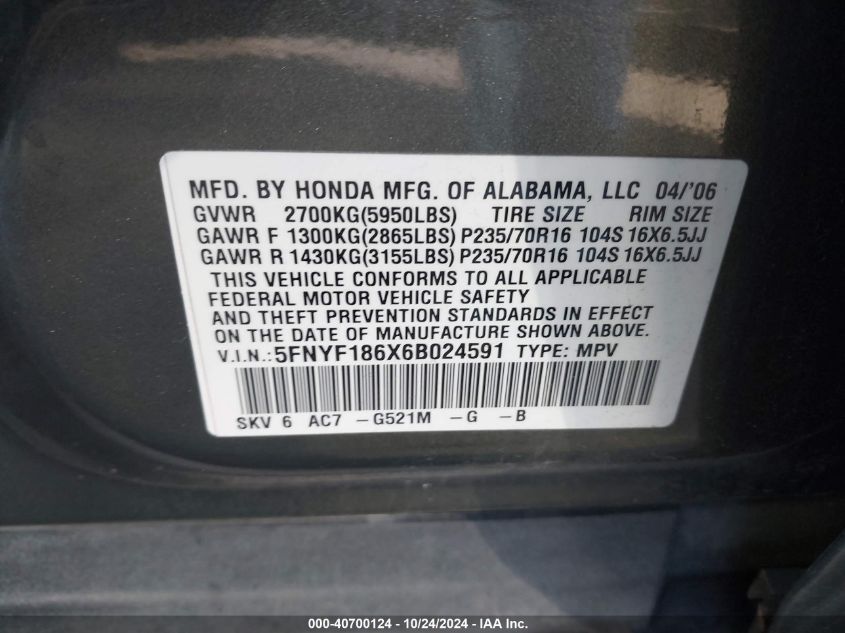 MFD. BY HONDA MFG. OF ALABAMA, LLC 04/'06
GVWR 2700KG(5950LBS) TIRE SIZE RIM SIZE
GAWR F 1300KG(2865LBS) P235/70R16 104S 16X6.5JJ
GAWR R 1430KG(3155LBS) P235/70R16 104S 16X6.5JJ
THIS VEHICLE CONFORMS TO ALL APPLICABLE
FEDERAL MOTOR VEHICLE SAFETY
AND THEFT PREVENTION STANDARDS IN EFFECT
ON THE DATE OF MANUFACTURE SHOWN ABOVE.
V.I.N.:5FNYF186X6B024591 TYPE: MPV
SKV 6 AC7 -G521M -G -B
000-40700124 - 10/24/2024 - IAA Inc.